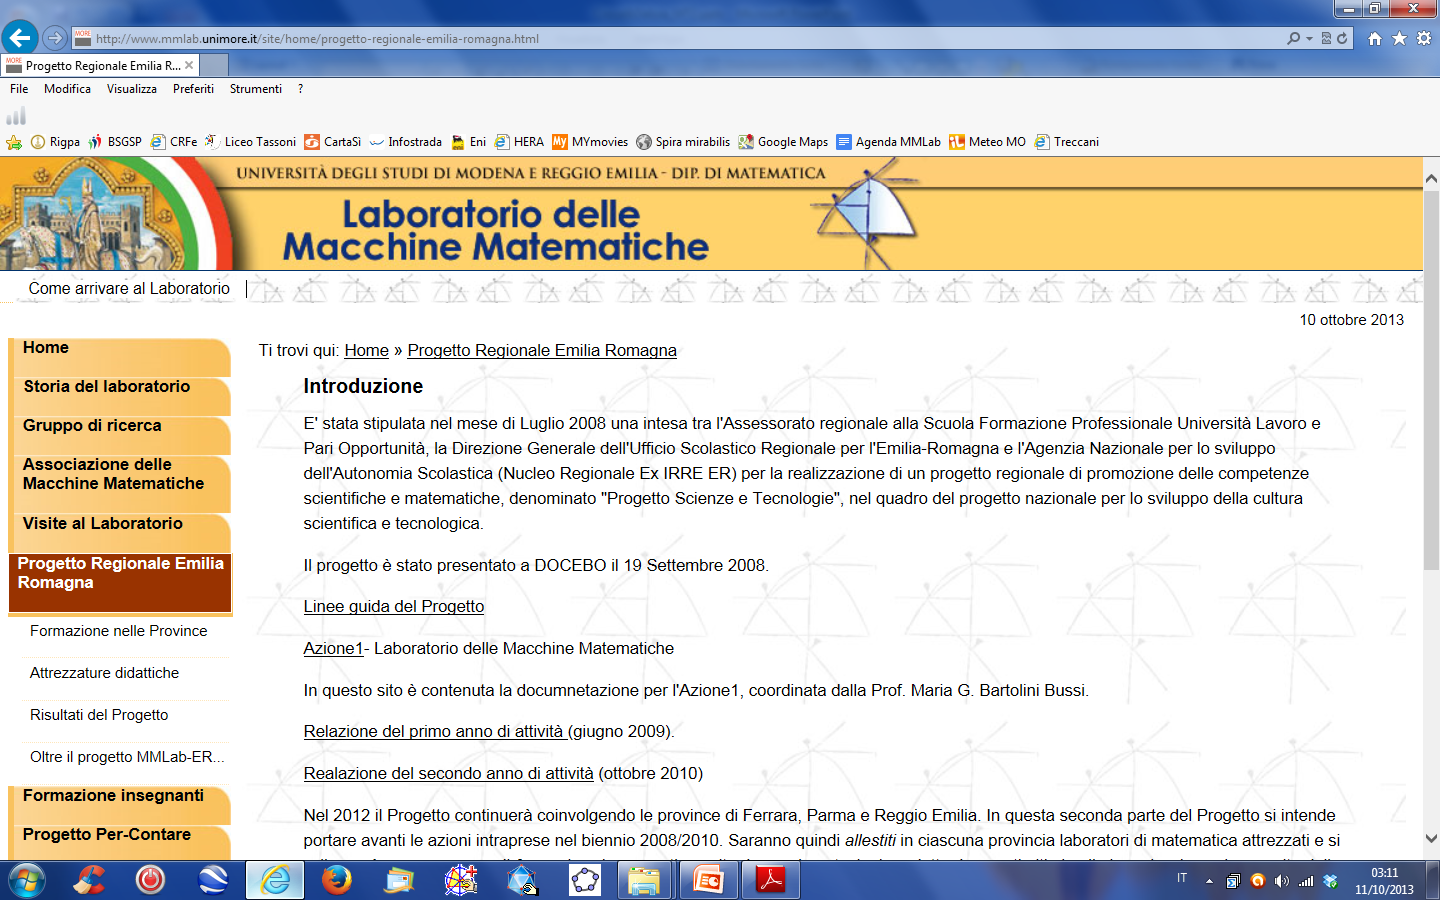 http://www.mmlab.unimore.it/site/home/progetto-regionale-emilia-romagna.html
Progetto Regionale Emilia R...
File Modifica Visualizza Preferiti Strumenti ?
Rigpa BSGSP CRFe Liceo Tassoni CartaSì Infostrada Eni HERA MYmovies Spira mirabilis Google Maps Agenda MMLab Meteo MO Treccani
UNIVERSITÀ DEGLI STUDI DI MODENA E REGGIO EMILIA - DIP. DI MATEMATICA
Laboratorio delle
Macchine Matematiche
Come arrivare al Laboratorio
10 ottobre 2013
Home
Storia del laboratorio
Gruppo di ricerca
Associazione delle
Macchine Matematiche
Visite al Laboratorio
Progetto Regionale Emilia
Romagna
Formazione nelle Province
Attrezzature didattiche
Risultati del Progetto
Oltre il progetto MMLab-ER...
Formazione insegnanti
Progetto Per-Contare
Ti trovi qui: Home » Progetto Regionale Emilia Romagna
Introduzione
E' stata stipulata nel mese di Luglio 2008 una intesa tra l'Assessorato regionale alla Scuola Formazione Professionale Università Lavoro e
Pari Opportunità, la Direzione Generale dell'Ufficio Scolastico Regionale per l'Emilia-Romagna e l'Agenzia Nazionale per lo sviluppo
dell'Autonomia Scolastica (Nucleo Regionale Ex IRRE ER) per la realizzazione di un progetto regionale di promozione delle competenze
scientifiche e matematiche, denominato "Progetto Scienze e Tecnologie", nel quadro del progetto nazionale per lo sviluppo della cultura
scientifica e tecnologica.
Il progetto è stato presentato a DOCEBO il 19 Settembre 2008.
Linee guida del Progetto
Azione1- Laboratorio delle Macchine Matematiche
In questo sito è contenuta la documnetazione per l'Azione1, coordinata dalla Prof. Maria G. Bartolini Bussi.
Relazione del primo anno di attività (giugno 2009).
Realazione del secondo anno di attività (ottobre 2010)
Nel 2012 il Progetto continuerà coinvolgendo le province di Ferrara, Parma e Reggio Emilia. In questa seconda parte del Progetto si intende
portare avanti le azioni intraprese nel biennio 2008/2010. Saranno quindi allestiti in ciascuna provincia laboratori di matematica attrezzati e si
IT
03:11
11/10/2013